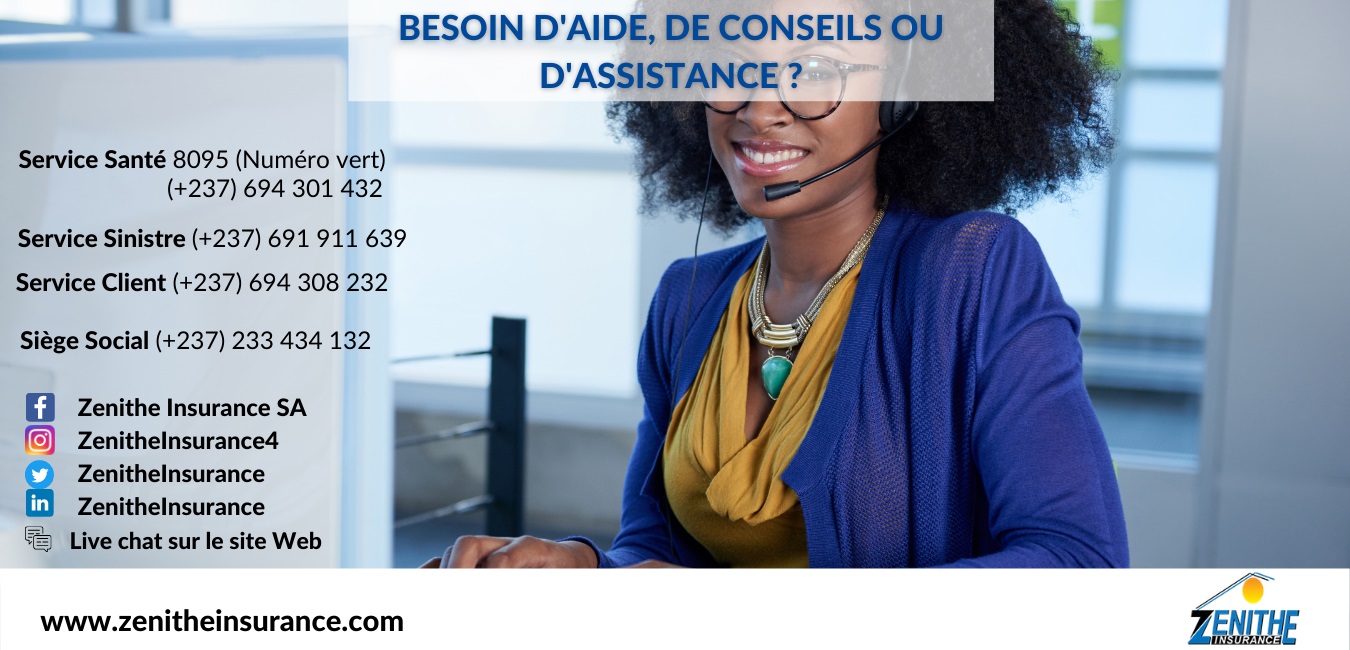 BESOIN D'AIDE, DE CONSEILS OU
D'ASSISTANCE ?
Service Santé 8095 (Numéro vert)
(+237) 694 301 432
Service Sinistre (+237) 691 911 639
Service Client (+237) 694 308 232
Siège Social (+237) 233 434 132
Zenithe Insurance SA
ZenitheInsurance4
ZenitheInsurance
ZenitheInsurance
Live chat sur le site Web
www.zenitheinsurance.com
ZENITHE
INSURANCE